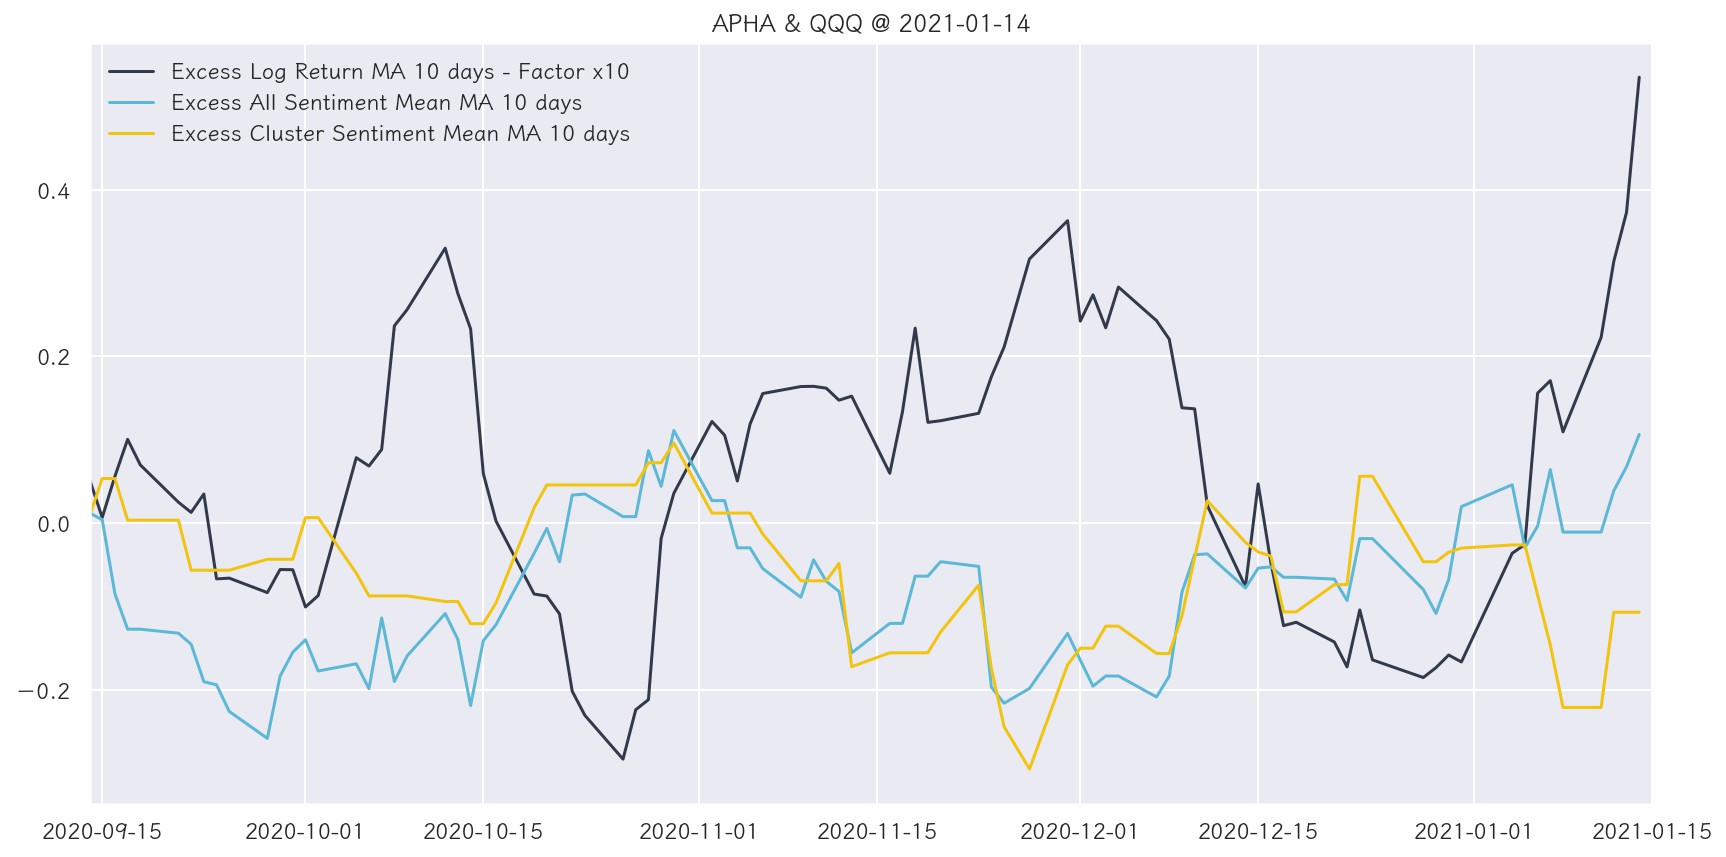 APHA & QQQ @ 2021-01-14
Excess Log Return MA 10 days - Factor x10
Excess All Sentiment Mean MA 10 days
Excess Cluster Sentiment Mean MA 10 days
0.4
0.2
0.0
−0.2
2020-09-15 2020-10-01 2020-10-15 2020-11-01 2020-11-15 2020-12-01 2020-12-15 2021-01-01 2021-01-15